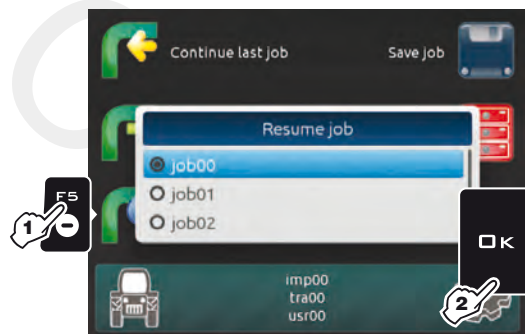 Continue last job
Save job
Resume job
job00
job01
job02
F5
1
OK
imp00
tra00
usr00
2